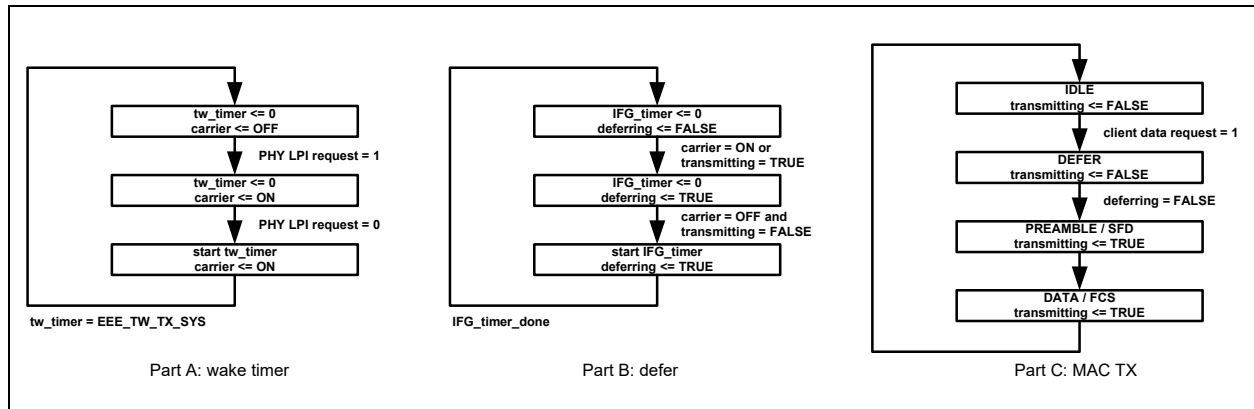 tw_timer <= 0
carrier <= OFF
PHY LPI request = 1
tw_timer <= 0
carrier <= ON
PHY LPI request = 0
start tw_timer
carrier <= ON
tw_timer = EEE_TW_TX_SYS
Part A: wake timer
IFG_timer <= 0
deferring <= FALSE
carrier = ON or
transmitting = TRUE
IFG_timer <= 0
deferring <= TRUE
carrier = OFF and
transmitting = FALSE
start IFG_timer
deferring <= TRUE
IFG_timer_done
Part B: defer
IDLE
transmitting <= FALSE
client data request = 1
DEFER
transmitting <= FALSE
deferring = FALSE
PREAMBLE / SFD
transmitting <= TRUE
DATA / FCS
transmitting <= TRUE
Part C: MAC TX